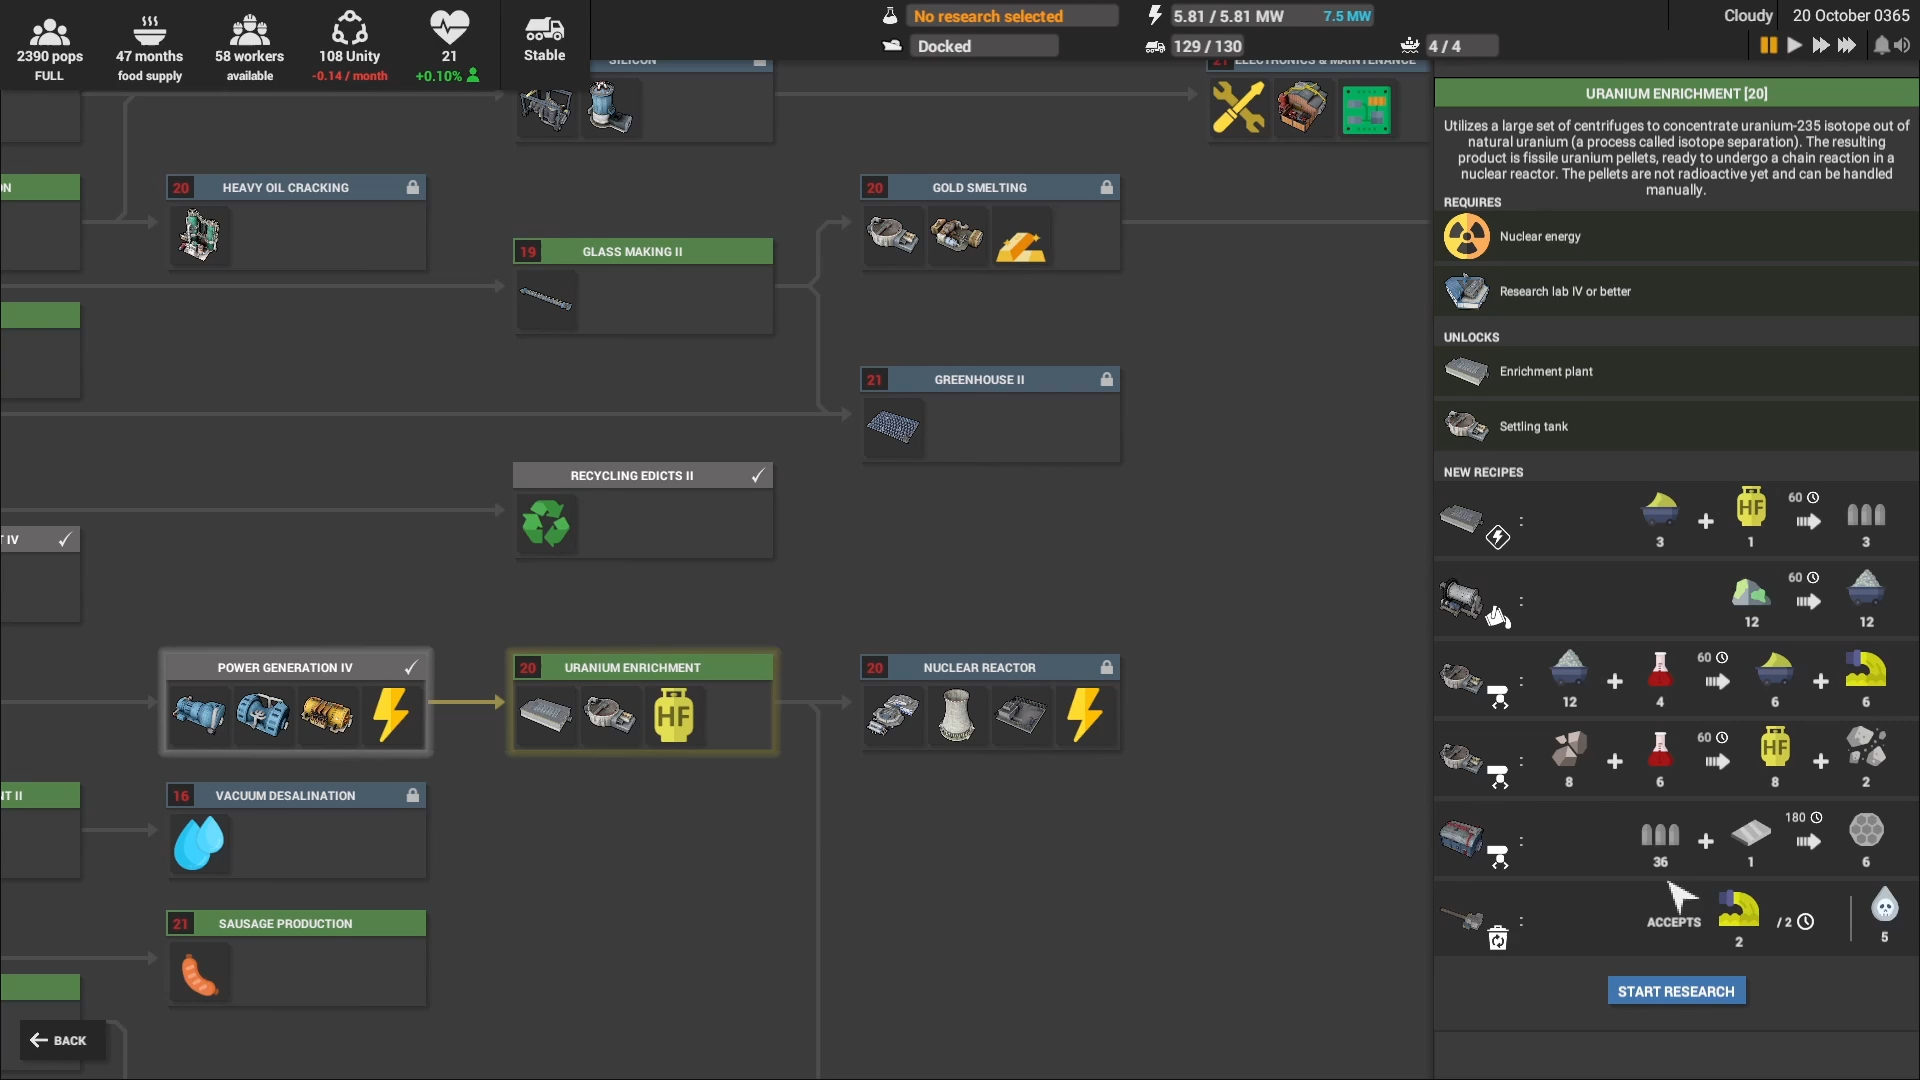 2390 pops
FULL
47 months
food supply
58 workers
available
108 Unity
-0.14 / month
21
+0.10%
Stable
No research selected
Docked
5.81 / 5.81 MW
7.5 MW
129 / 130
4 / 4
Cloudy
20 October 0365
SILICON
21 ELECTRONICS & MAINTENANCE
20 HEAVY OIL CRACKING
20 GOLD SMELTING
19 GLASS MAKING II
21 GREENHOUSE II
RECYCLING EDICTS II
IV
POWER GENERATION IV
20 URANIUM ENRICHMENT
HF
20 NUCLEAR REACTOR
16 VACUUM DESALINATION
21 SAUSAGE PRODUCTION
BACK
URANIUM ENRICHMENT [20]
Utilizes a large set of centrifuges to concentrate uranium-235 isotope out of
natural uranium (a process called isotope separation). The resulting
product is fissile uranium pellets, ready to undergo a chain reaction in a
nuclear reactor. The pellets are not radioactive yet and can be handled
manually.
REQUIRES
Nuclear energy
Research lab IV or better
UNLOCKS
Enrichment plant
Settling tank
NEW RECIPES
: 3 + HF 1 60 3
: 12 60 12
: 12 + 4 60 6 + 6
: 8 + 6 60 HF 8 + 2
: 36 + 1 180 6
: ACCEPTS 2 / 2 5
START RESEARCH